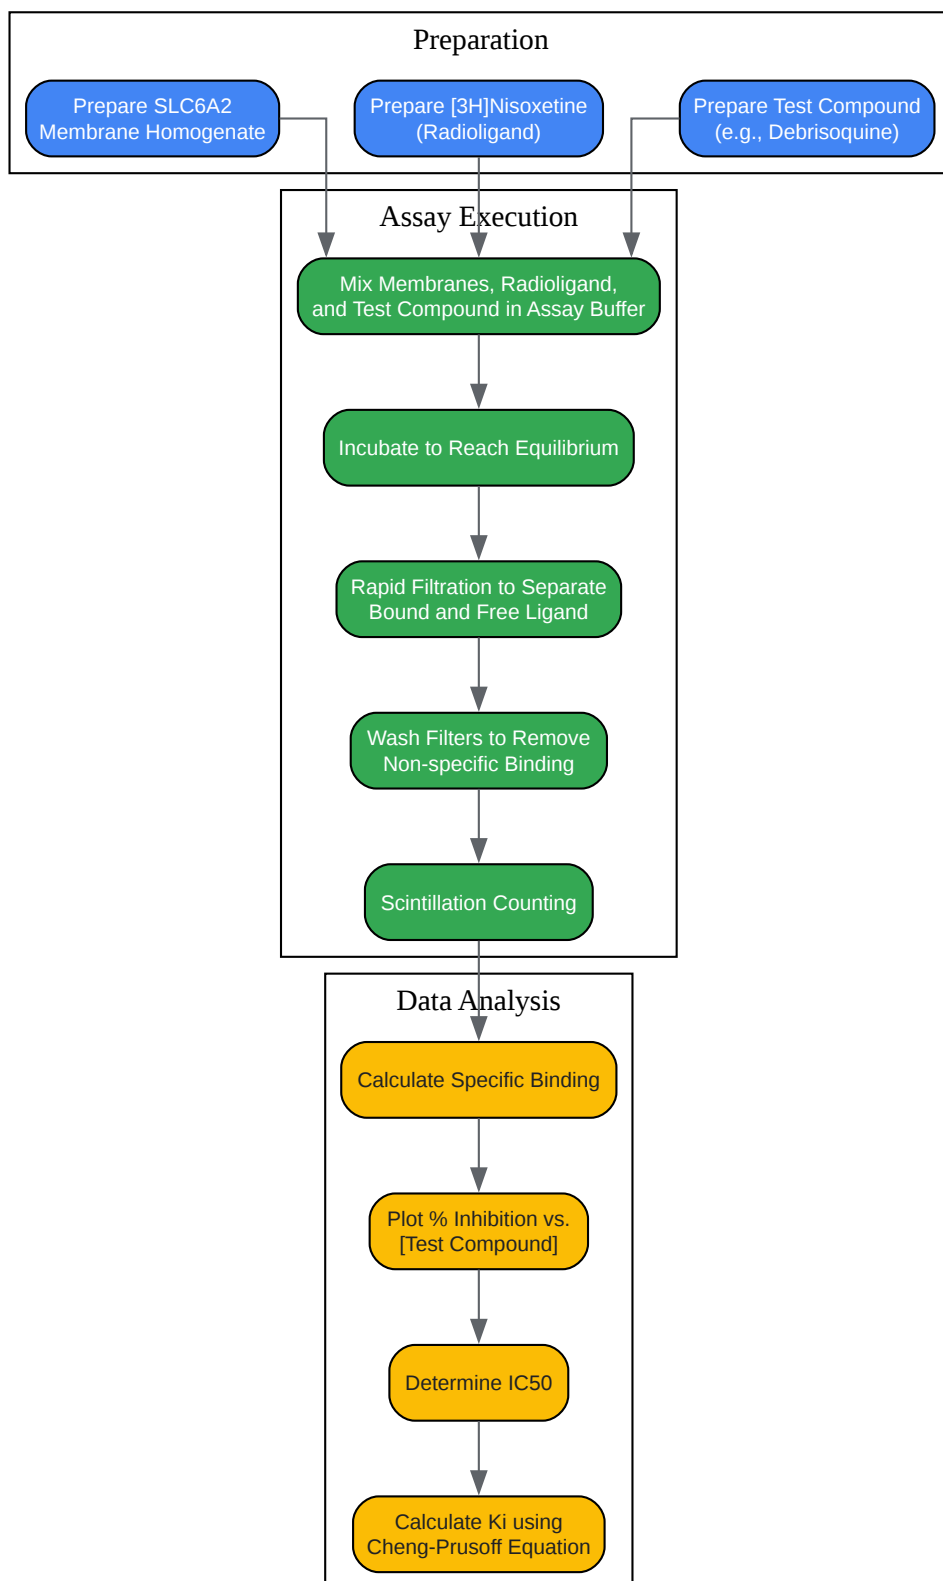 Preparation
Prepare SLC6A2
Membrane Homogenate
Prepare [3H]Nisoxetine
(Radioligand)
Prepare Test Compound
(e.g., Debrisoquine)
Assay Execution
Mix Membranes, Radioligand,
and Test Compound in Assay Buffer
Incubate to Reach Equilibrium
Rapid Filtration to Separate
Bound and Free Ligand
Wash Filters to Remove
Non-specific Binding
Scintillation Counting
Data Analysis
Calculate Specific Binding
Plot % Inhibition vs.
[Test Compound]
Determine IC50
Calculate Ki using
Cheng-Prusoff Equation